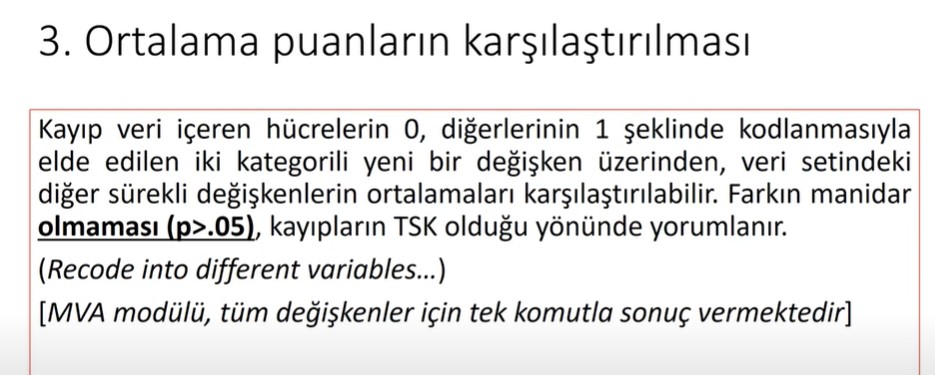 3. Ortalama puanların karşılaştırılması
Kayıp veri içeren hücrelerin 0, diğerlerinin 1 şeklinde kodlanmasıyla
elde edilen iki kategorili yeni bir değişken üzerinden, veri setindeki
diğer sürekli değişkenlerin ortalamaları karşılaştırılabilir. Farkın manidar
olmaması (p>.05), kayıpların TSK olduğu yönünde yorumlanır.
(Recode into different variables...)
[MVA modülü, tüm değişkenler için tek komutla sonuç vermektedir]